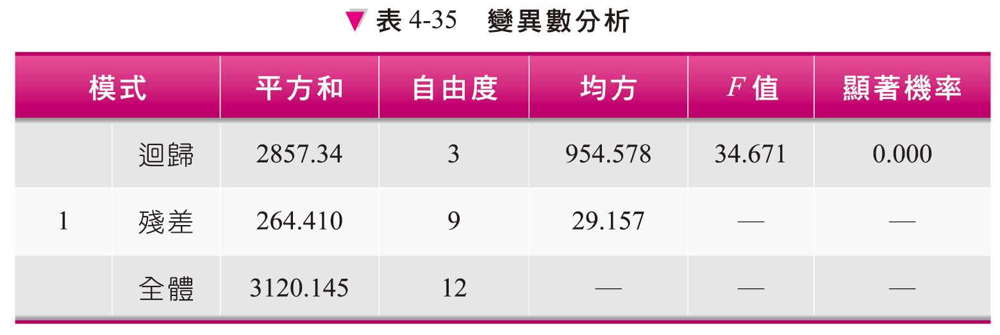 ▼ 表 4-35 變異數分析
模式 平方和 自由度 均方 F 值 顯著機率
迴歸 2857.34 3 954.578 34.671 0.000
1 殘差 264.410 9 29.157 — —
全體 3120.145 12 — — —